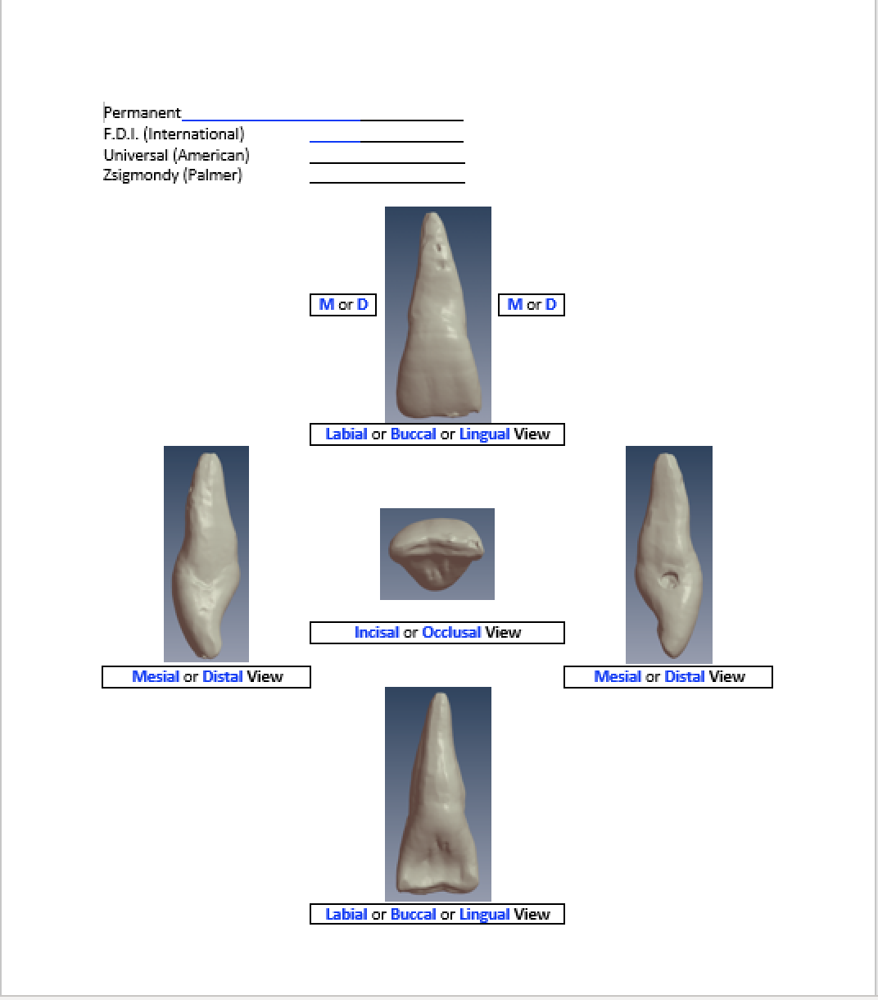 Permanent
F.D.I. (International)
Universal (American)
Zsigmondy (Palmer)
M or D
M or D
Labial or Buccal or Lingual View
Incisal or Occlusal View
Mesial or Distal View
Mesial or Distal View
Labial or Buccal or Lingual View